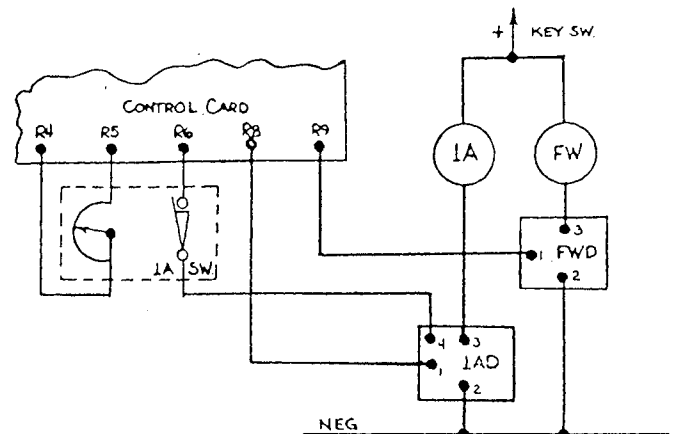 + KEY SW.
CONTROL CARD
R4 R5 R6 R8 R9
1A FW
3
1 FWD
2
1A SW.
4 3
1 1AD
2
NEG